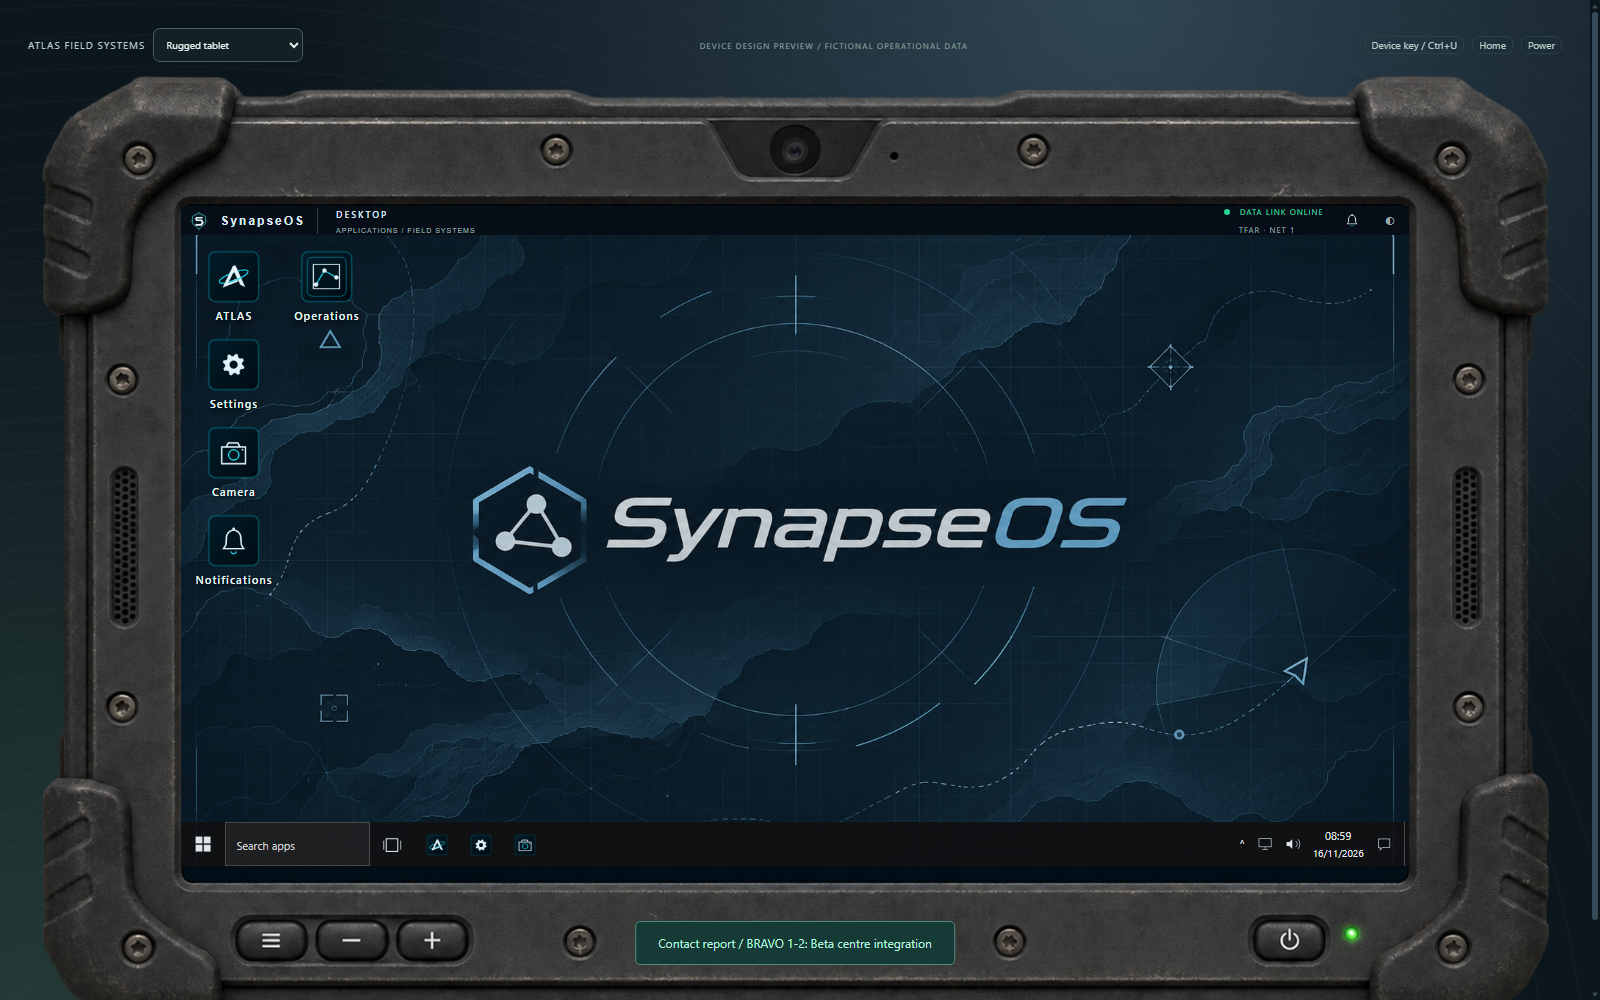 ATLAS FIELD SYSTEMS
Rugged tablet
DEVICE DESIGN PREVIEW / FICTIONAL OPERATIONAL DATA
Device key / Ctrl+U
Home
Power
SynapseOS
DESKTOP
APPLICATIONS / FIELD SYSTEMS
DATA LINK ONLINE
TFAR · NET 1
ATLAS
Operations
Settings
Camera
Notifications
SynapseOS
Search apps
08:59
16/11/2026
Contact report / BRAVO 1-2: Beta centre integration